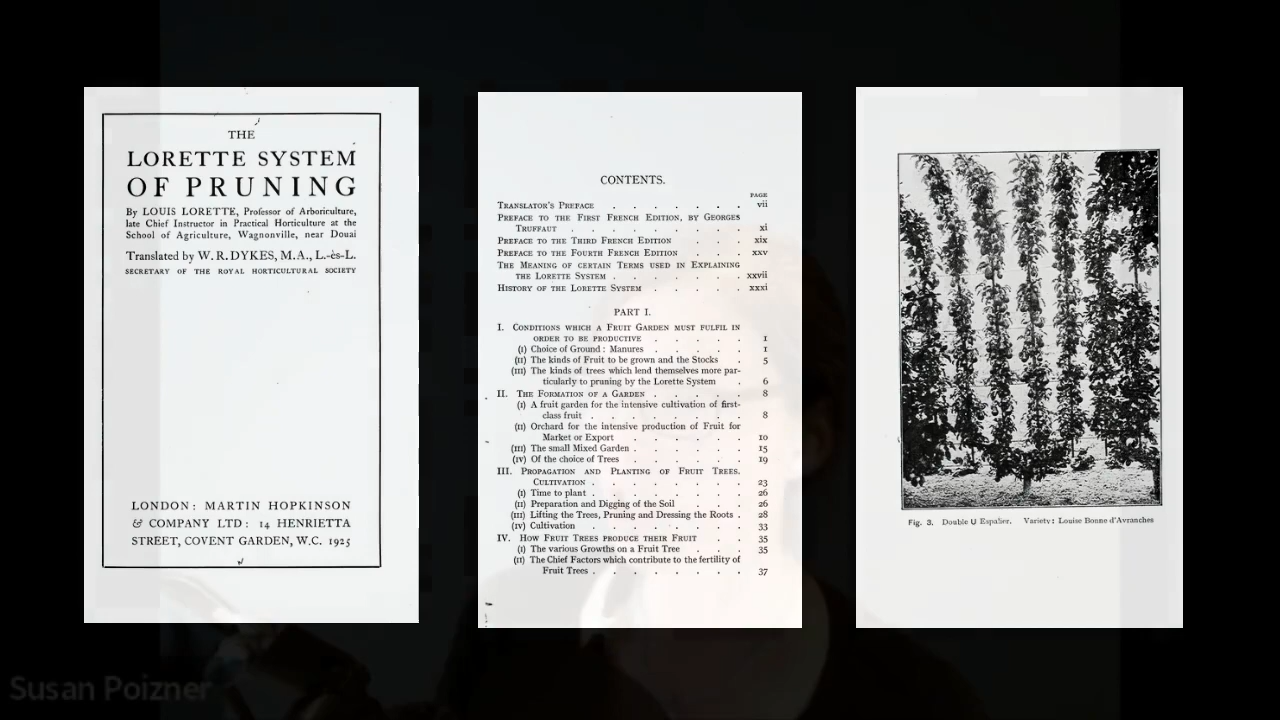 THE
LORETTE SYSTEM
OF PRUNING
By LOUIS LORETTE, Professor of Arboriculture,
late Chief Instructor in Practical Horticulture at the
School of Agriculture, Wagnonville, near Douai
Translated by W. R. DYKES, M.A., L.-ès-L.
SECRETARY OF THE ROYAL HORTICULTURAL SOCIETY
LONDON: MARTIN HOPKINSON
& COMPANY LTD: 14 HENRIETTA
STREET, COVENT GARDEN, W.C. 1925
CONTENTS.
PAGE
TRANSLATOR'S PREFACE . . . . . . . vii
PREFACE TO THE FIRST FRENCH EDITION, BY GEORGES
TRUFFAUT . . . . . . . . . xi
PREFACE TO THE THIRD FRENCH EDITION . . . xix
PREFACE TO THE FOURTH FRENCH EDITION . . . xxv
THE MEANING OF CERTAIN TERMS USED IN EXPLAINING
THE LORETTE SYSTEM . . . . . . xxvii
HISTORY OF THE LORETTE SYSTEM . . . . . xxxi
PART I.
I. CONDITIONS WHICH A FRUIT GARDEN MUST FULFIL IN
ORDER TO BE PRODUCTIVE . . . . . 1
(I) Choice of Ground: Manures . . . . . 1
(II) The kinds of Fruit to be grown and the Stocks . 5
(III) The kinds of trees which lend themselves more par-
ticularly to pruning by the Lorette System . 6
II. THE FORMATION OF A GARDEN . . . . . 8
(I) A fruit garden for the intensive cultivation of first-
class fruit . . . . . . . . 8
(II) Orchard for the intensive production of Fruit for
Market or Export . . . . . . 10
(III) The small Mixed Garden . . . . . 15
(IV) Of the choice of Trees . . . . . 19
III. PROPAGATION AND PLANTING OF FRUIT TREES.
CULTIVATION . . . . . . . 23
(I) Time to plant . . . . . . . 26
(II) Preparation and Digging of the Soil . . . 26
(III) Lifting the Trees, Pruning and Dressing the Roots . 28
(IV) Cultivation . . . . . . . 33
IV. HOW FRUIT TREES PRODUCE THEIR FRUIT . . 35
(I) The various Growths on a Fruit Tree . . . 35
(II) The Chief Factors which contribute to the fertility of
Fruit Trees . . . . . . . 37
Fig. 3. Double U Espalier. Variety: Louise Bonne d'Avranches
Susan Poizner